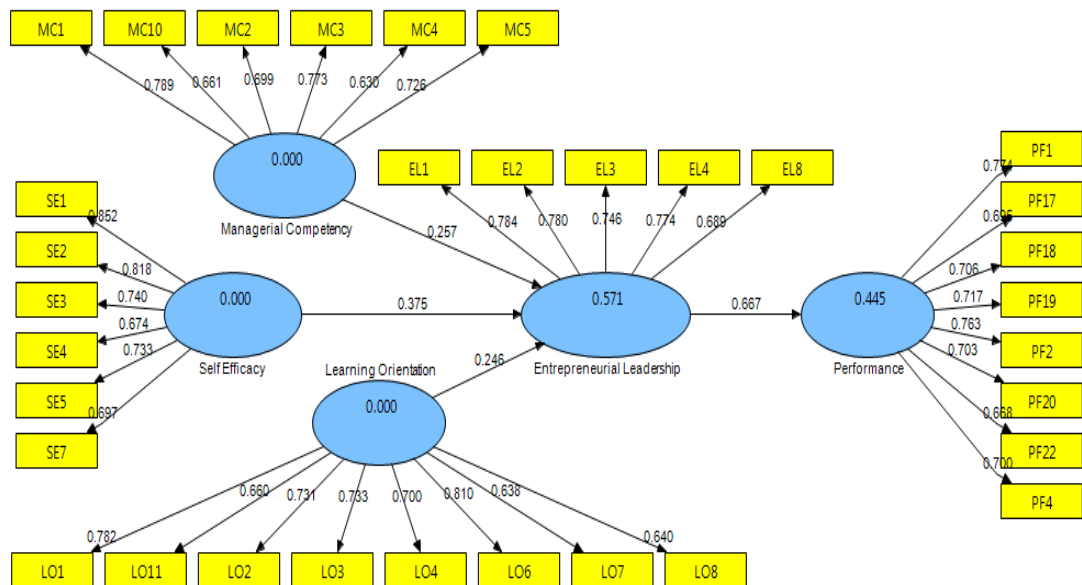 MC1 MC10 MC2 MC3 MC4 MC5
0.789 0.661 0.699 0.773 0.630 0.726
0.000
Managerial Competency
EL1 EL2 EL3 EL4 EL8
0.784 0.780 0.746 0.774 0.689
SE1
SE2
SE3
SE4
SE5
SE7
0.852
0.818
0.740
0.674
0.733
0.697
0.000
Self Efficacy
0.257
0.375
0.246
0.571
Entrepreneurial Leadership
0.667
0.445
Performance
PF1
PF17
PF18
PF19
PF2
PF20
PF22
PF4
0.774
0.695
0.706
0.717
0.763
0.703
0.668
0.700
Learning Orientation
0.000
0.782 0.660 0.731 0.733 0.700 0.810 0.638 0.640
LO1 LO11 LO2 LO3 LO4 LO6 LO7 LO8